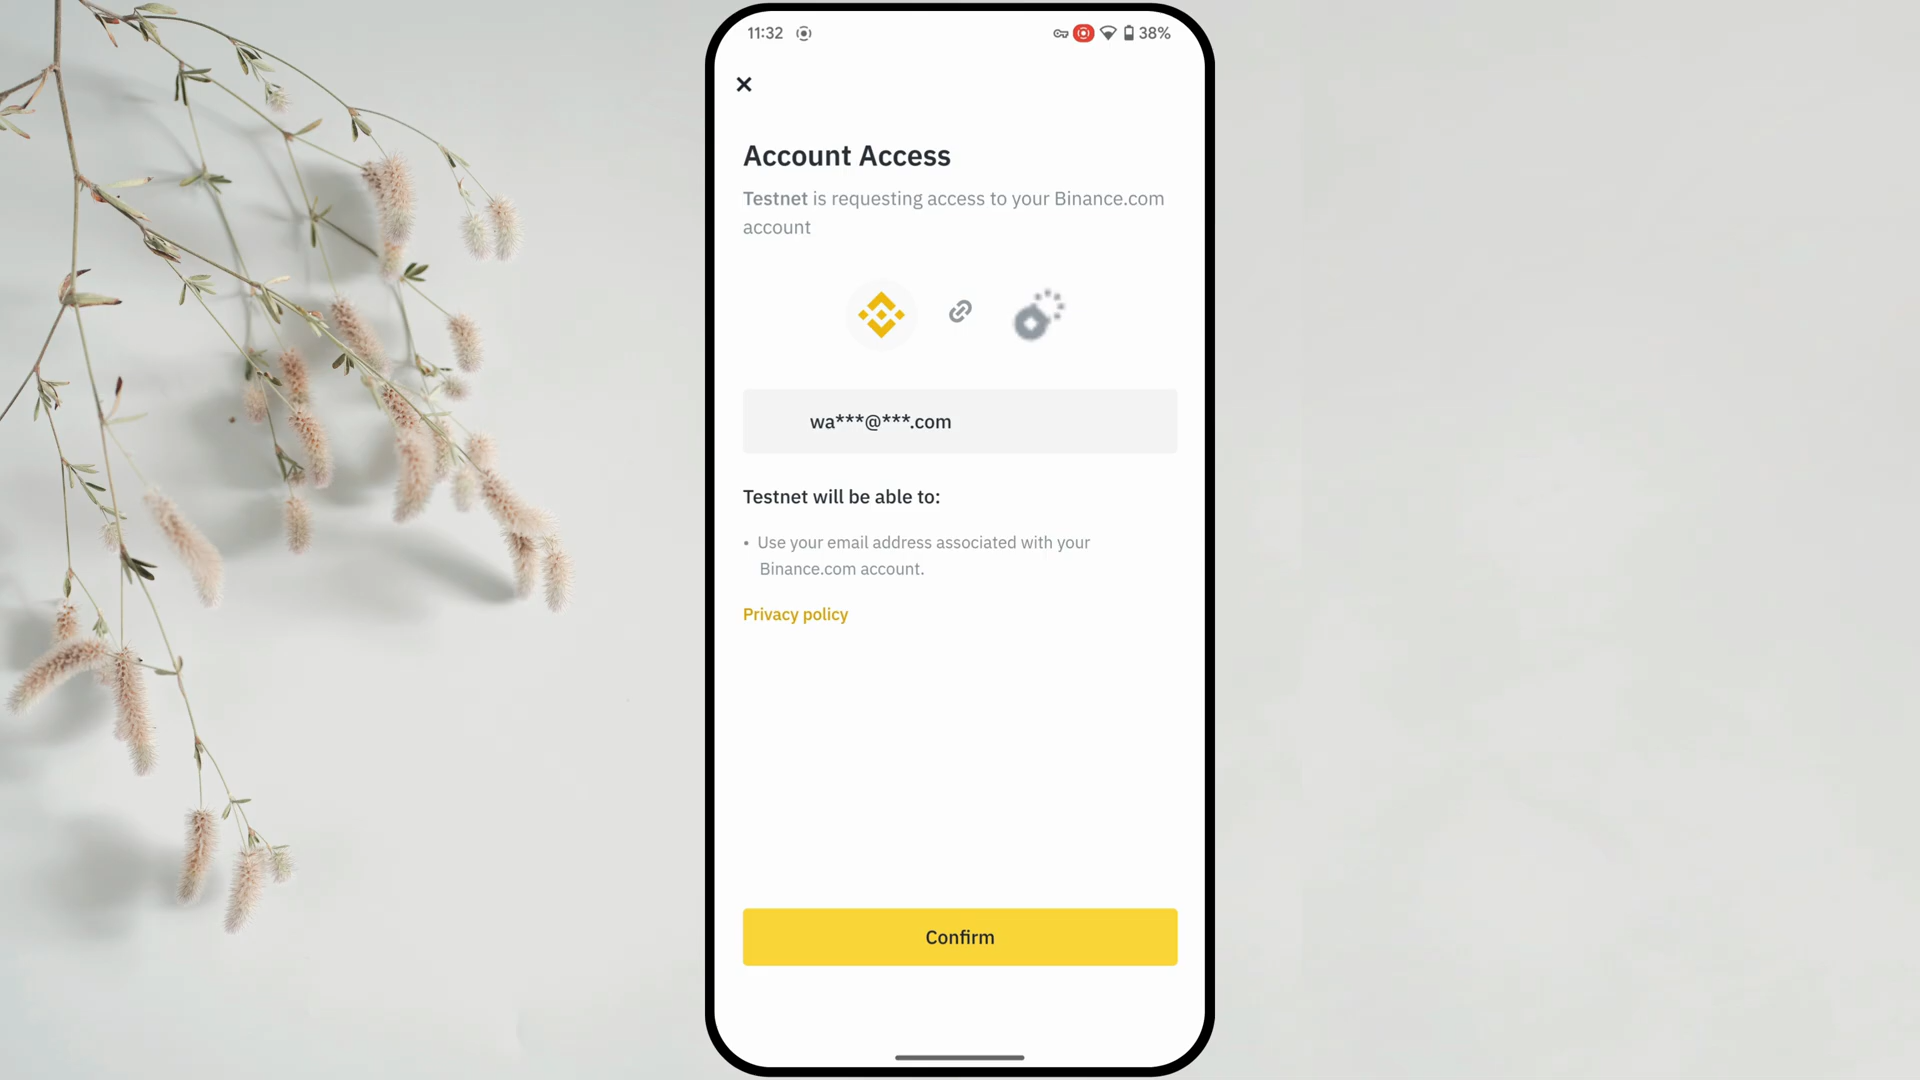 11:32
38%
Account Access
Testnet is requesting access to your Binance.com
account
wa***@***.com
Testnet will be able to:
• Use your email address associated with your
Binance.com account.
Privacy policy
Confirm